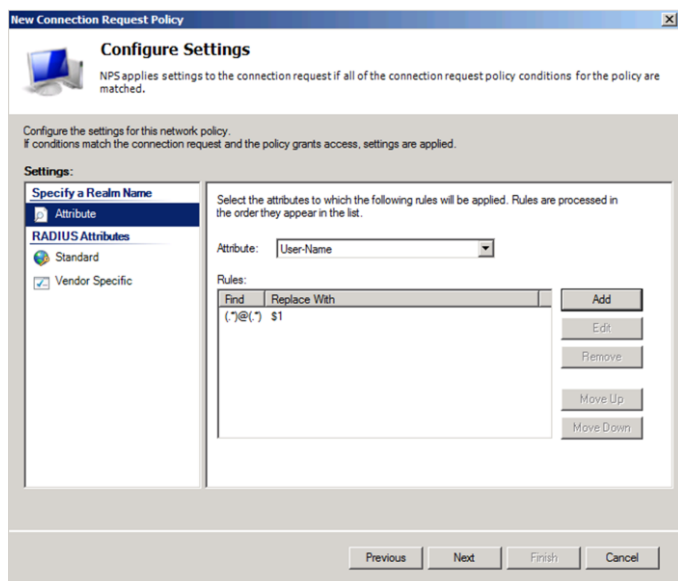 New Connection Request Policy
Configure Settings
NPS applies settings to the connection request if all of the connection request policy conditions for the policy are
matched.
Configure the settings for this network policy.
If conditions match the connection request and the policy grants access, settings are applied.
Settings:
Specify a Realm Name
Attribute
RADIUS Attributes
Standard
Vendor Specific
Select the attributes to which the following rules will be applied. Rules are processed in
the order they appear in the list.
Attribute: User-Name
Rules:
Find Replace With
(.*)@(.*) $1
Add
Edit
Remove
Move Up
Move Down
Previous Next Finish Cancel